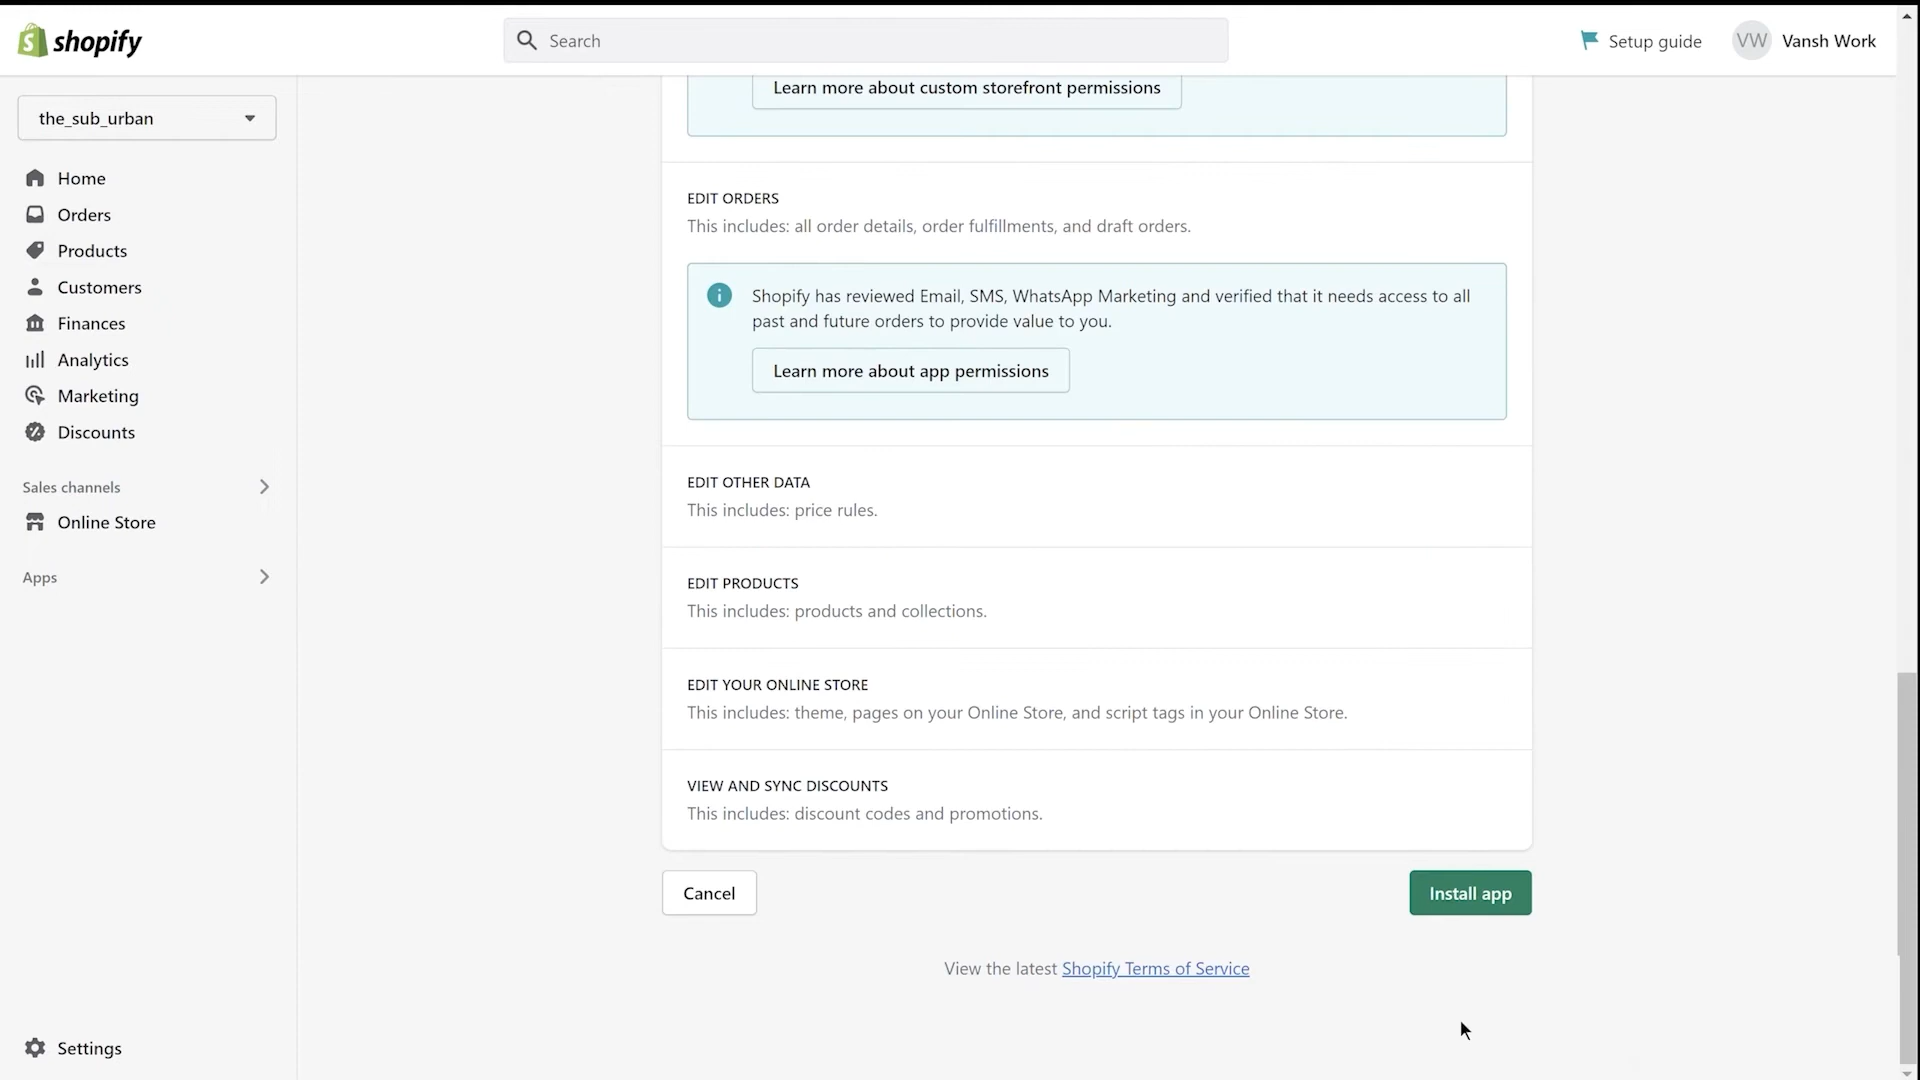 shopify
Search
Setup guide
VW
Vansh Work
the_sub_urban
Home
Orders
Products
Customers
Finances
Analytics
Marketing
Discounts
Sales channels
Online Store
Apps
Settings
Learn more about custom storefront permissions
EDIT ORDERS
This includes: all order details, order fulfillments, and draft orders.
Shopify has reviewed Email, SMS, WhatsApp Marketing and verified that it needs access to all
past and future orders to provide value to you.
Learn more about app permissions
EDIT OTHER DATA
This includes: price rules.
EDIT PRODUCTS
This includes: products and collections.
EDIT YOUR ONLINE STORE
This includes: theme, pages on your Online Store, and script tags in your Online Store.
VIEW AND SYNC DISCOUNTS
This includes: discount codes and promotions.
Cancel
Install app
View the latest Shopify Terms of Service